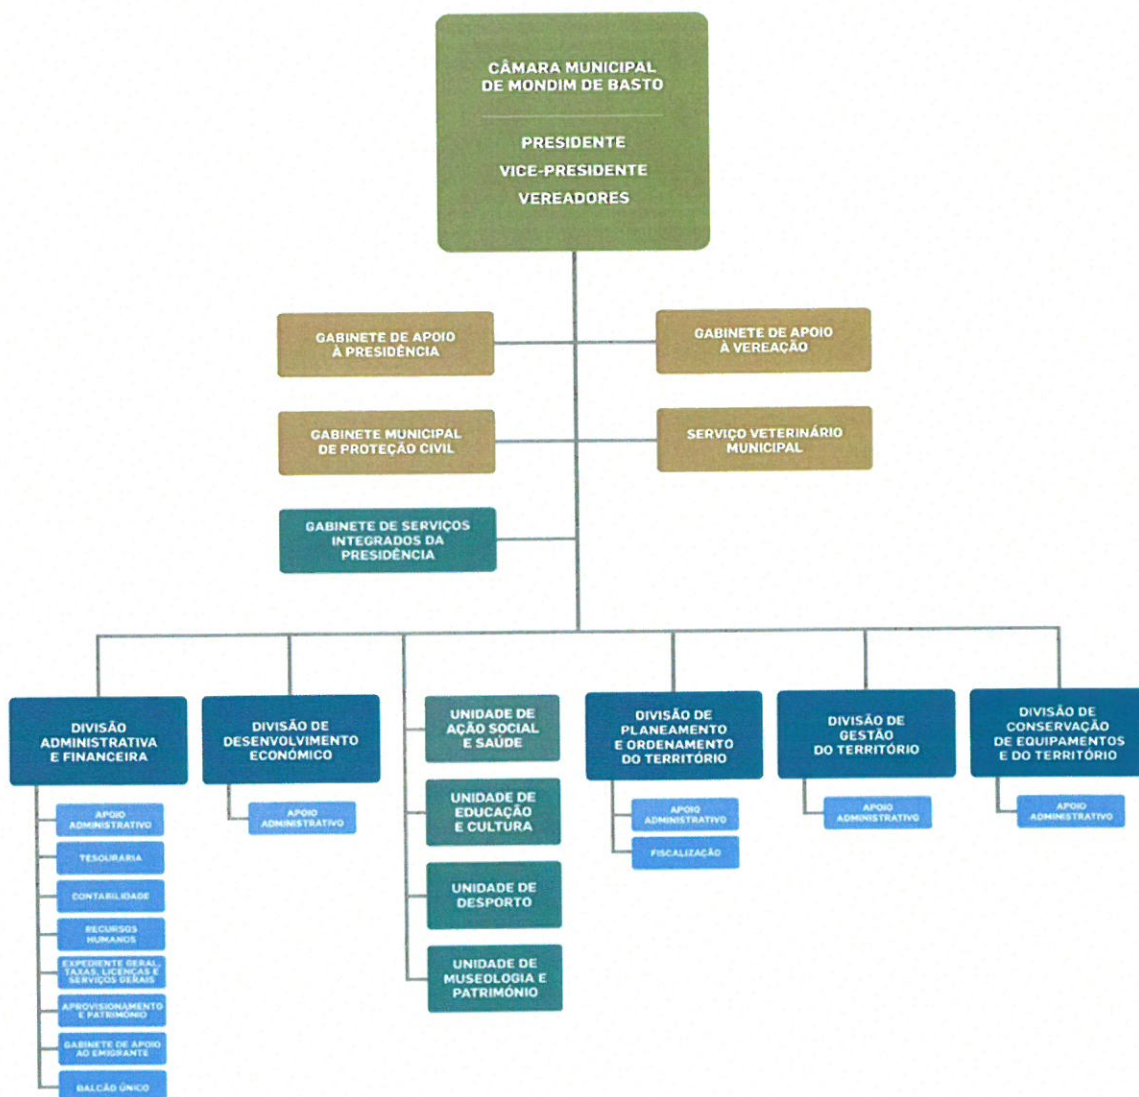 CÂMARA MUNICIPAL
DE MONDIM DE BASTO
PRESIDENTE
VICE-PRESIDENTE
VEREADORES
GABINETE DE APOIO
À PRESIDÊNCIA
GABINETE DE APOIO
À VEREAÇÃO
GABINETE MUNICIPAL
DE PROTEÇÃO CIVIL
SERVIÇO VETERINÁRIO
MUNICIPAL
GABINETE DE SERVIÇOS
INTEGRADOS DA
PRESIDÊNCIA
DIVISÃO
ADMINISTRATIVA
E FINANCEIRA
APOIO
ADMINISTRATIVO
TESOURARIA
CONTABILIDADE
RECURSOS
HUMANOS
EXPEDIENTE GERAL,
TAXAS, LICENÇAS E
SERVIÇOS GERAIS
APROVISIONAMENTO
E PATRIMÓNIO
GABINETE DE APOIO
AO EMIGRANTE
BALCÃO ÚNICO
DIVISÃO DE
DESENVOLVIMENTO
ECONÓMICO
APOIO
ADMINISTRATIVO
UNIDADE DE
AÇÃO SOCIAL
E SAÚDE
UNIDADE DE
EDUCAÇÃO
E CULTURA
UNIDADE DE
DESPORTO
UNIDADE DE
MUSEOLOGIA E
PATRIMÓNIO
DIVISÃO DE
PLANEAMENTO
E ORDENAMENTO
DO TERRITÓRIO
APOIO
ADMINISTRATIVO
FISCALIZAÇÃO
DIVISÃO DE
GESTÃO
DO TERRITÓRIO
APOIO
ADMINISTRATIVO
DIVISÃO DE
CONSERVAÇÃO
DE EQUIPAMENTOS
E DO TERRITÓRIO
APOIO
ADMINISTRATIVO